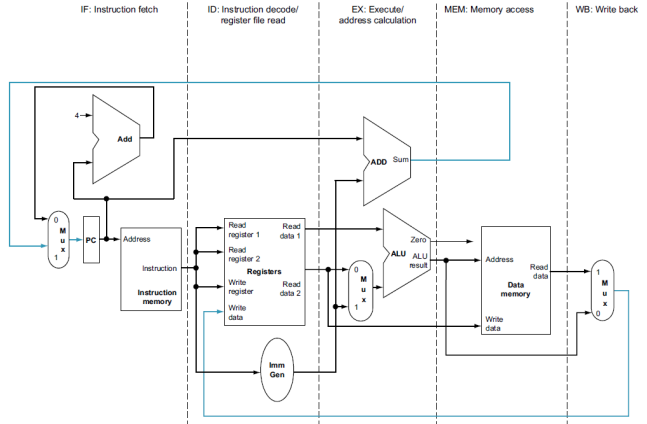 IF: Instruction fetch
ID: Instruction decode/
register file read
EX: Execute/
address calculation
MEM: Memory access
WB: Write back
4
Add
ADD
Sum
0
M
u
x
1
PC
Address
Instruction
Instruction
memory
Read
register 1
Read
register 2
Write
register
Write
data
Registers
Read
data 1
Read
data 2
Imm
Gen
0
M
u
x
1
Zero
ALU
ALU
result
Address
Read
data
Data
memory
Write
data
1
M
u
x
0